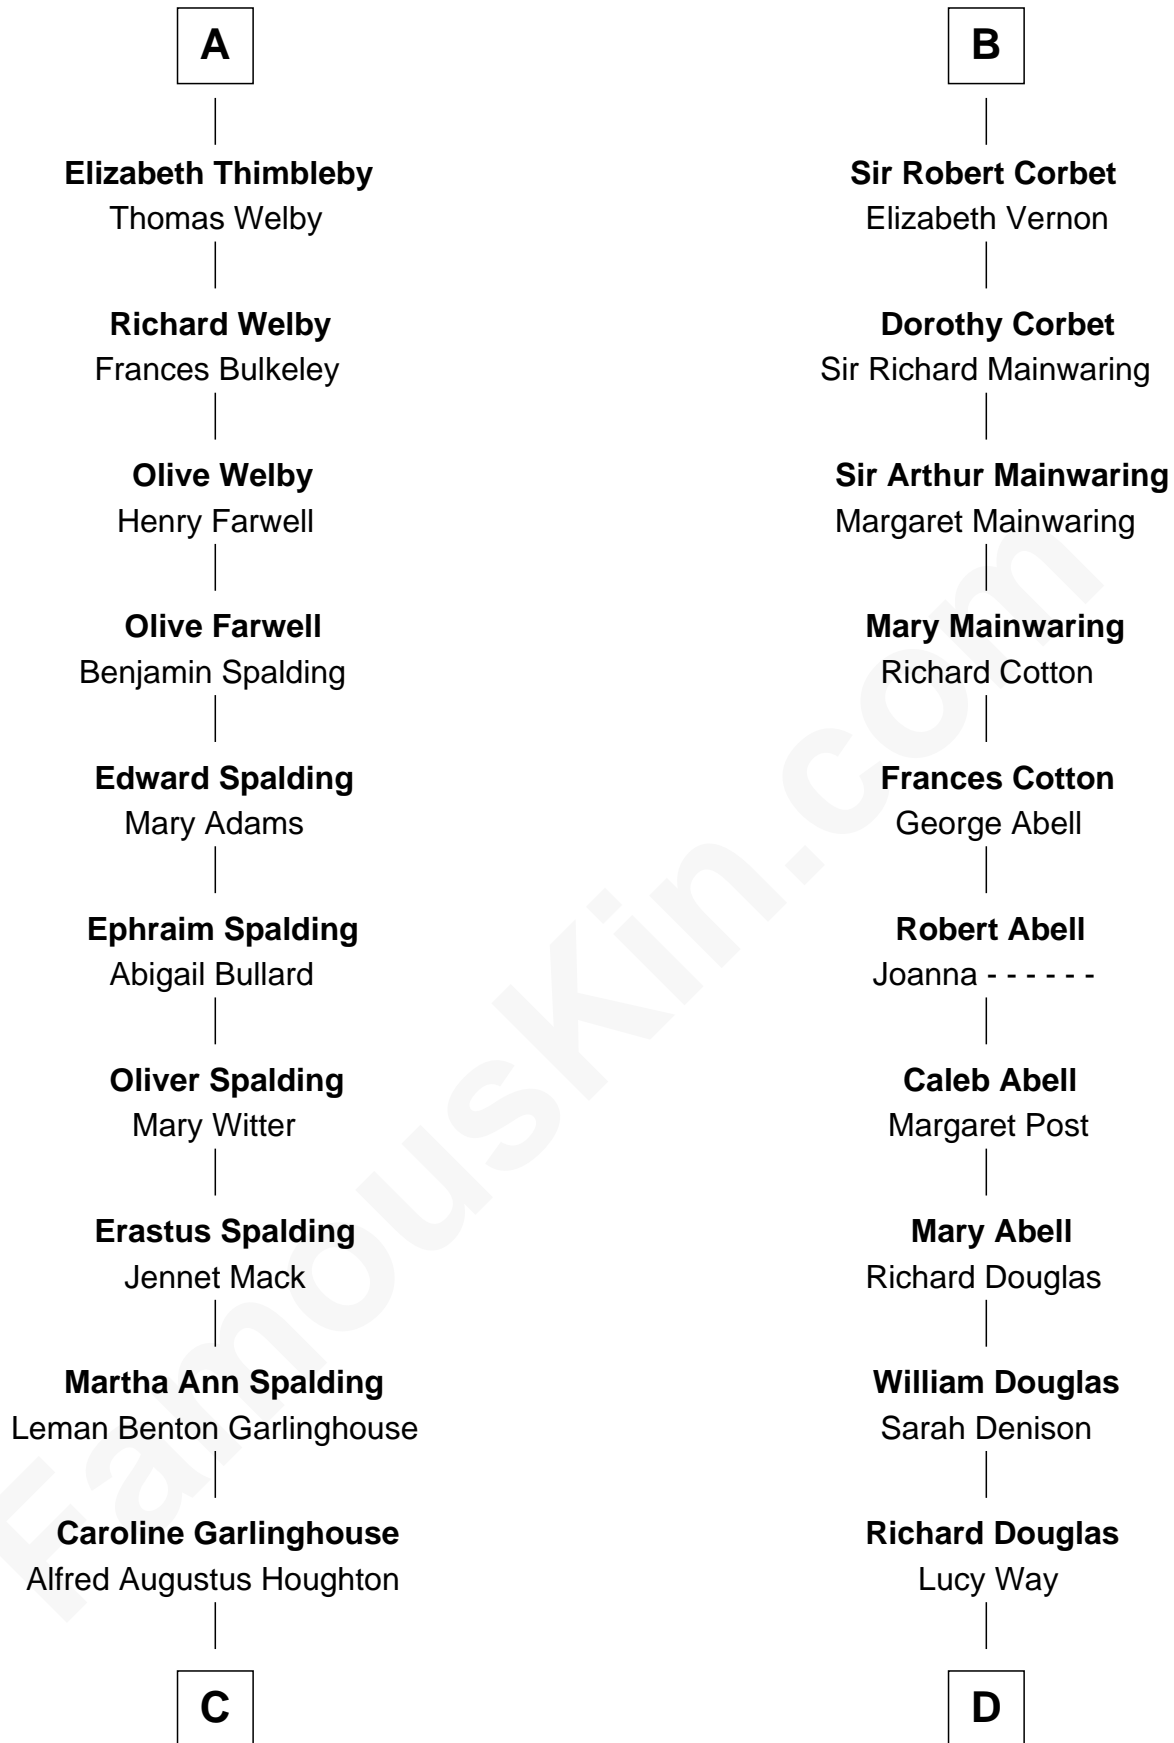 A
Elizabeth Thimbleby
Thomas Welby
Richard Welby
Frances Bulkeley
Olive Welby
Henry Farwell
Olive Farwell
Benjamin Spalding
Edward Spalding
Mary Adams
Ephraim Spalding
Abigail Bullard
Oliver Spalding
Mary Witter
Erastus Spalding
Jennet Mack
Martha Ann Spalding
Leman Benton Garlinghouse
Caroline Garlinghouse
Alfred Augustus Houghton
C
B
Sir Robert Corbet
Elizabeth Vernon
Dorothy Corbet
Sir Richard Mainwaring
Sir Arthur Mainwaring
Margaret Mainwaring
Mary Mainwaring
Richard Cotton
Frances Cotton
George Abell
Robert Abell
Joanna - - - - - -
Caleb Abell
Margaret Post
Mary Abell
Richard Douglas
William Douglas
Sarah Denison
Richard Douglas
Lucy Way
D
FamousKin.com